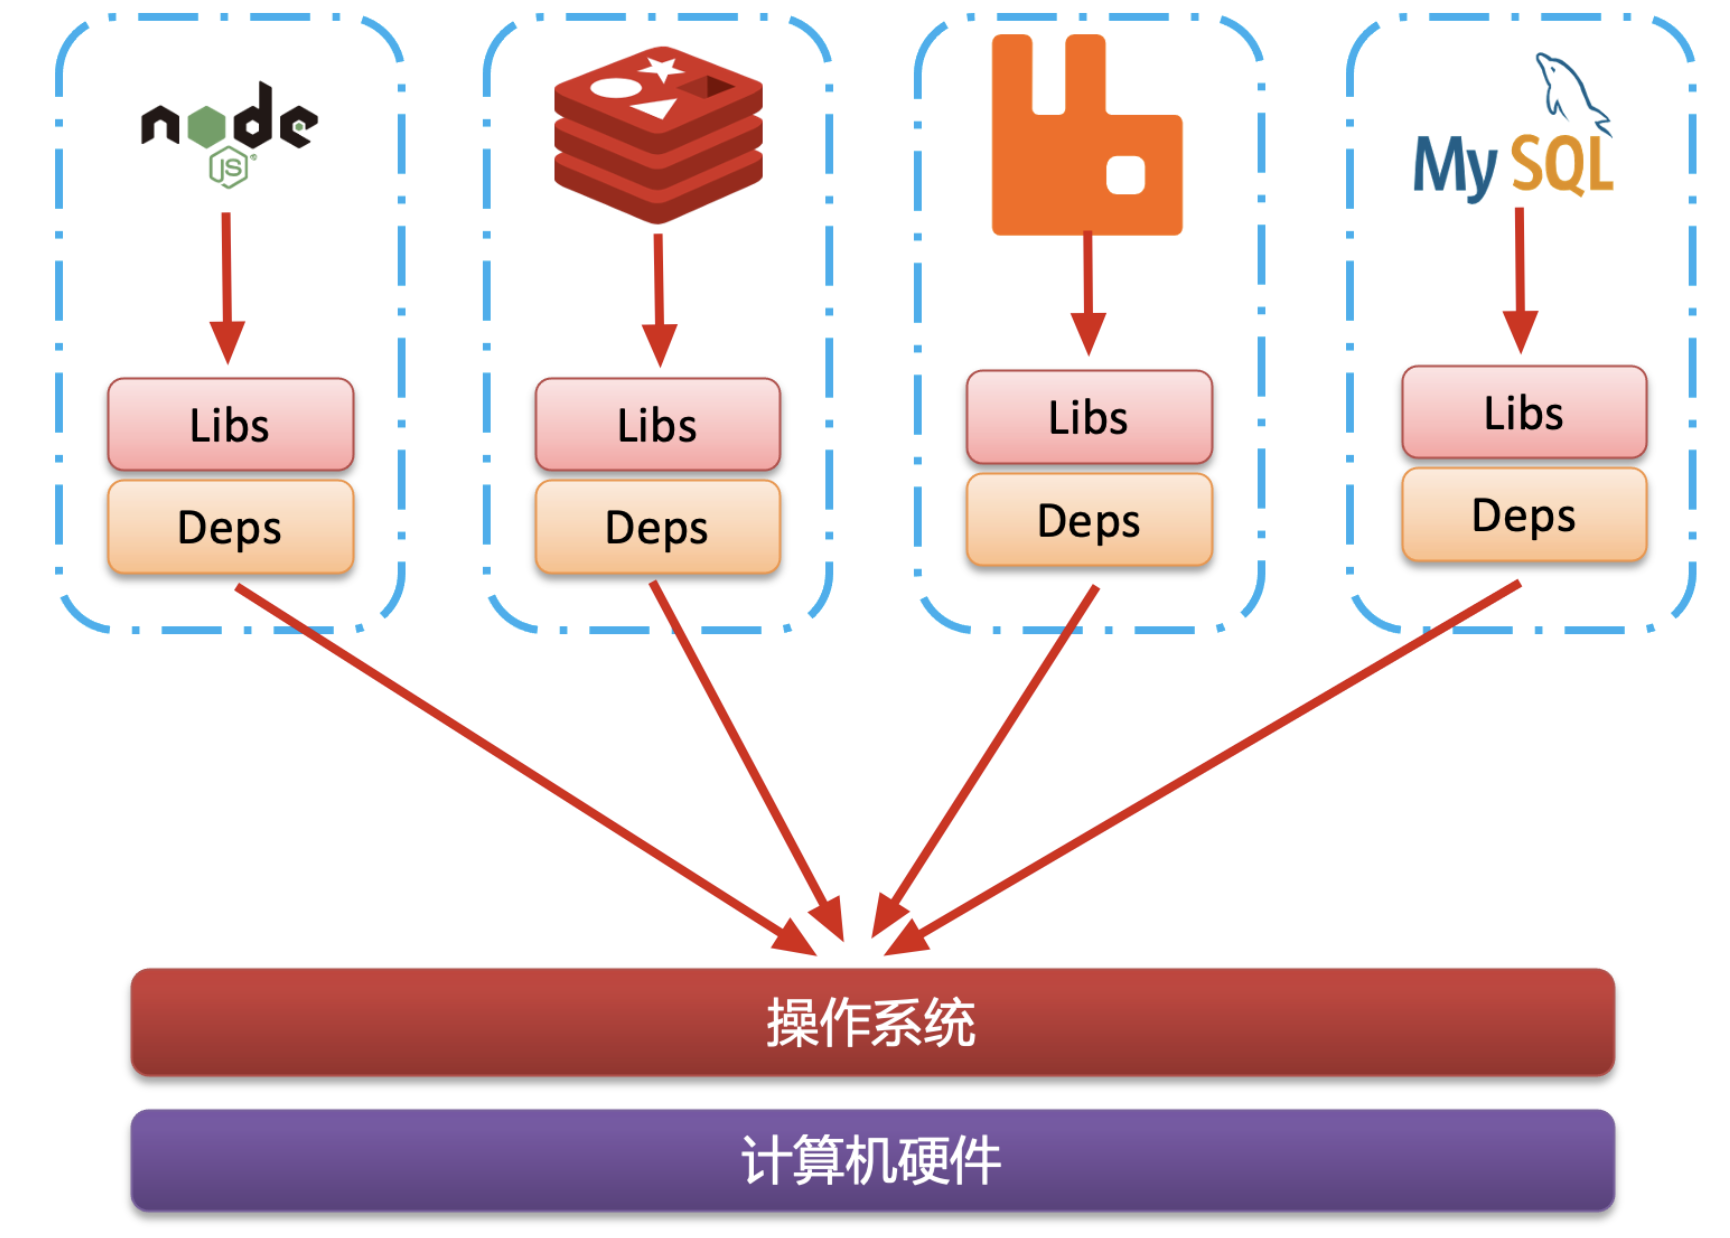 node
JS
MySQL
Libs
Libs
Libs
Libs
Deps
Deps
Deps
Deps
操作系统
计算机硬件